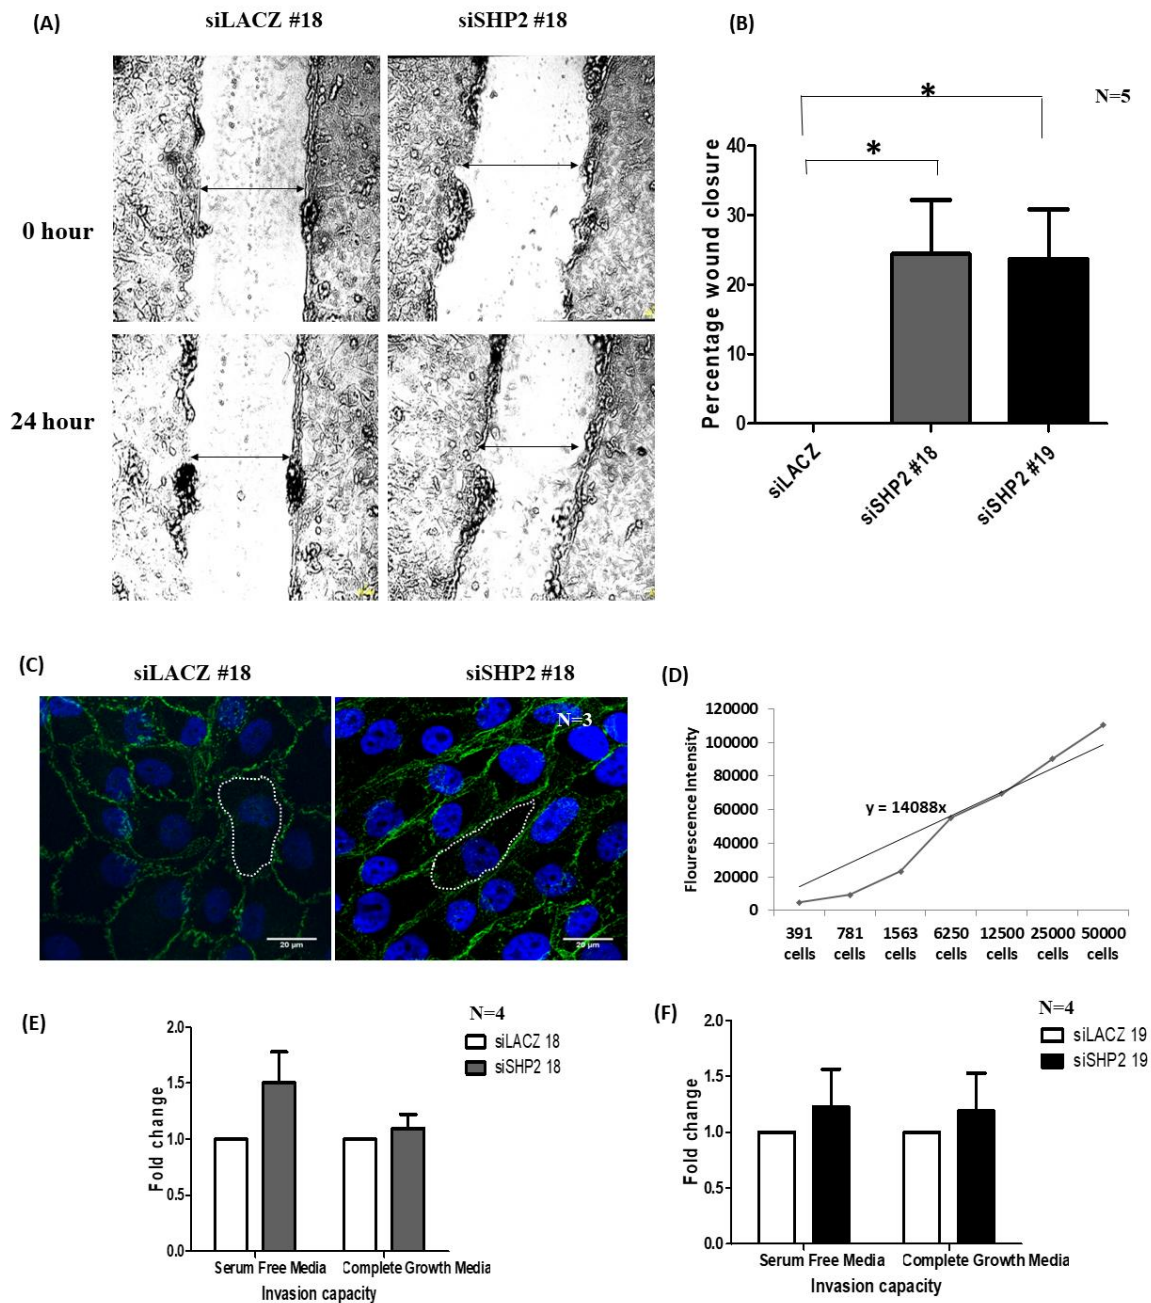 (A)
siLACZ #18
siSHP2 #18
0 hour
24 hour
(B)
N=5
*
*
Percentage wound closure
40
30
20
10
0
siLACZ
siSHP2 #18
siSHP2 #19
(C)
siLACZ #18
siSHP2 #18
N=3
20 μm
20 μm
(D)
Flourescence Intensity
120000
100000
80000
60000
40000
20000
0
y = 14088x
391 cells
781 cells
1563 cells
6250 cells
12500 cells
25000 cells
50000 cells
(E)
N=4
siLACZ 18
siSHP2 18
Fold change
2.0
1.5
1.0
0.5
0.0
Serum Free Media
Complete Growth Media
Invasion capacity
(F)
N=4
siLACZ 19
siSHP2 19
Fold change
2.0
1.5
1.0
0.5
0.0
Serum Free Media
Complete Growth Media
Invasion capacity